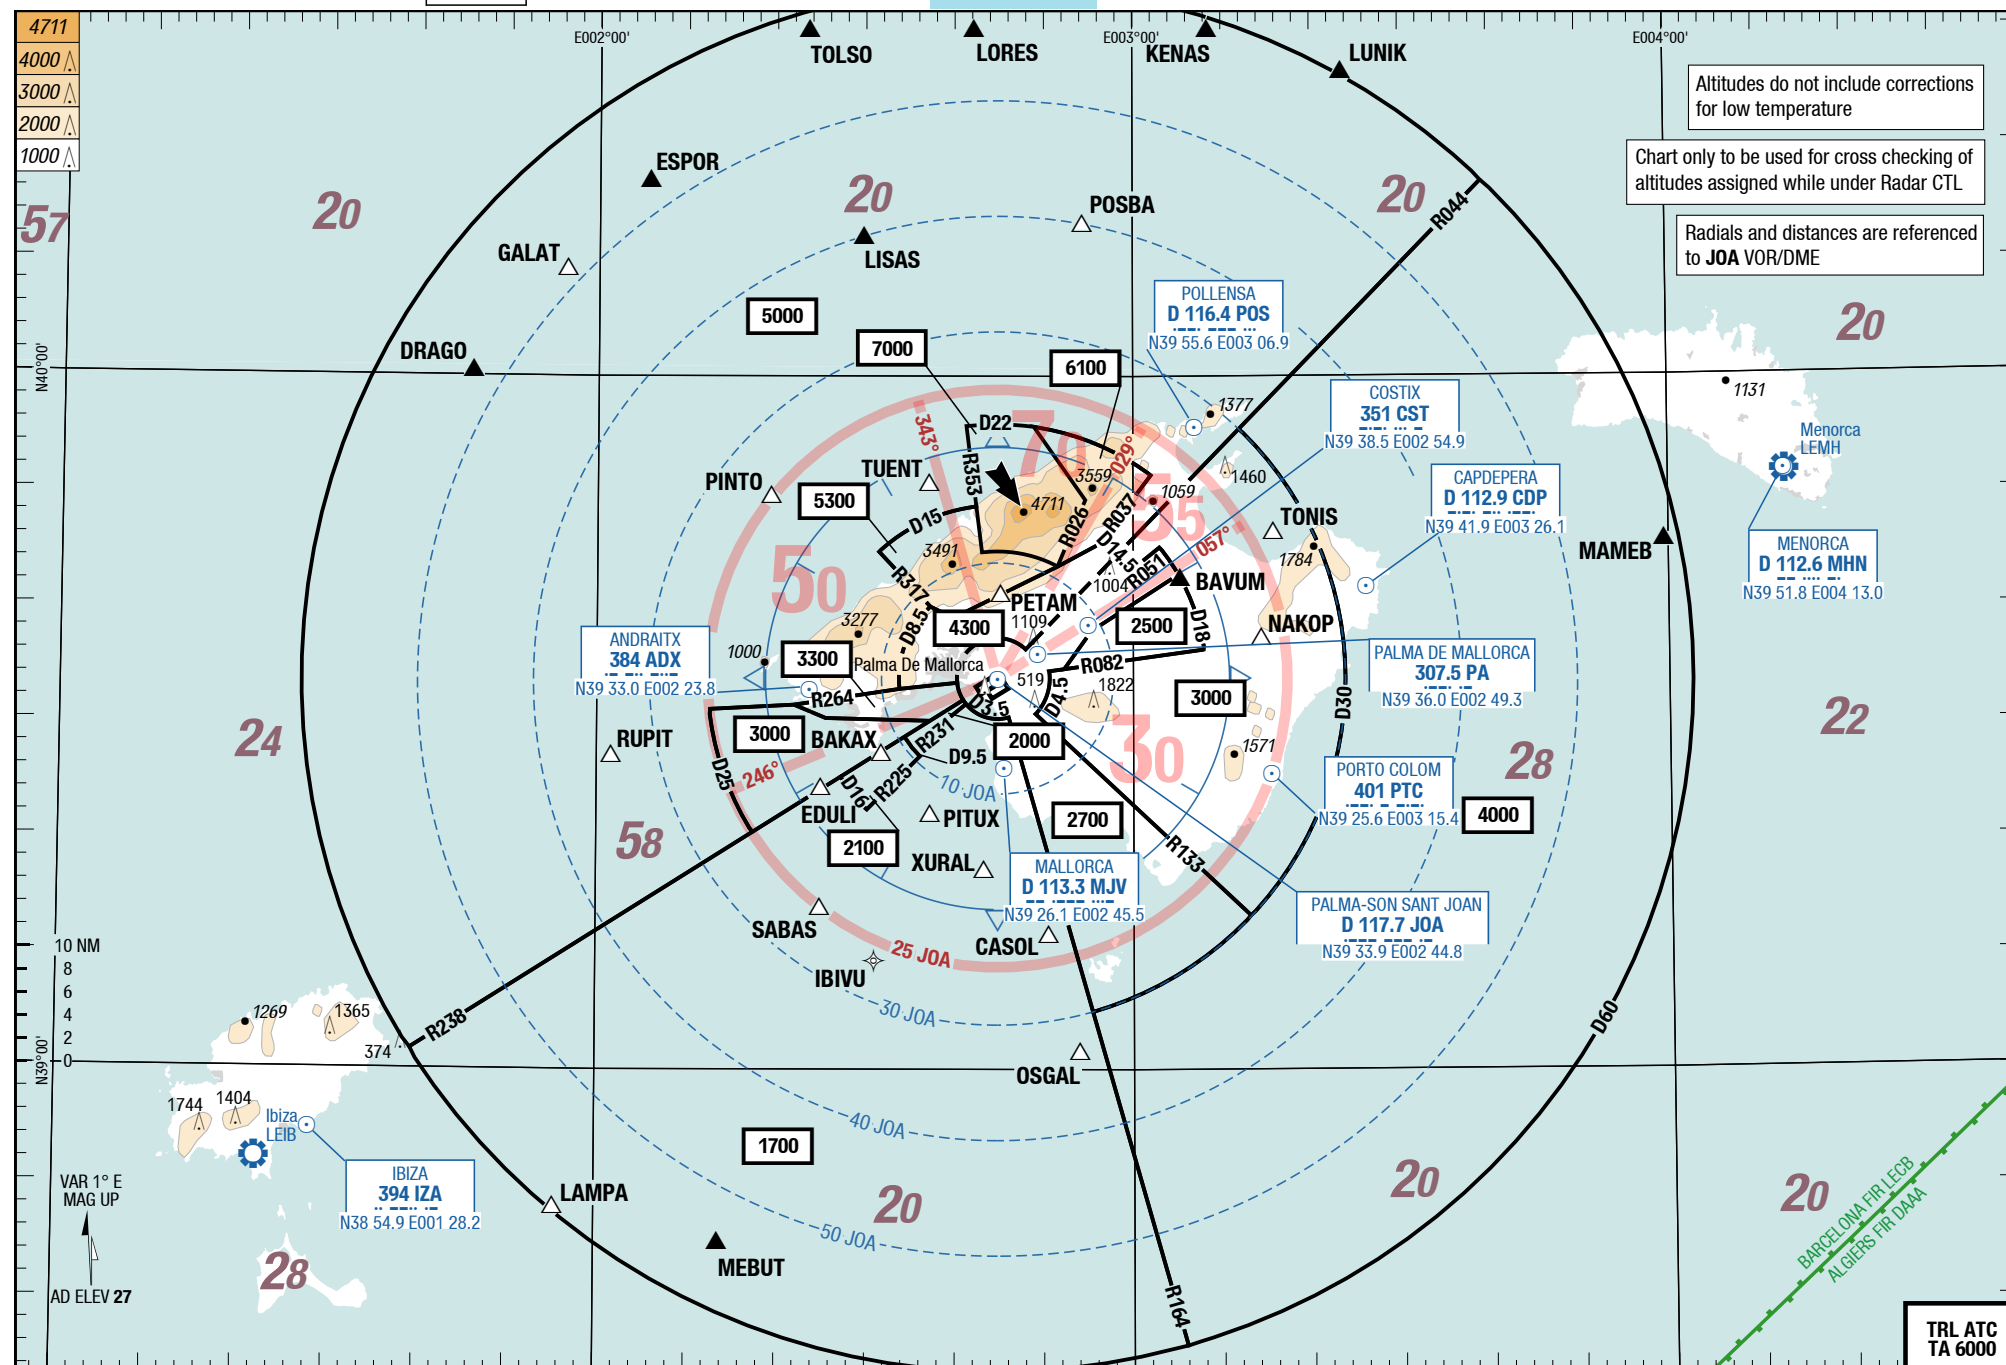 4711
4000
3000
2000
1000
E002°00'
E003°00'
E004°00'
TOLSO
LORES
KENAS
LUNIK
Altitudes do not include corrections
for low temperature
Chart only to be used for cross checking of
altitudes assigned while under Radar CTL
Radials and distances are referenced
to JOA VOR/DME
ESPOR
57
20
20
20
POSBA
R044
GALAT
LISAS
5000
7000
6100
POLLENSA
D 116.4 POS
N39 55.6 E003 06.9
20
DRAGO
N40°00'
COSTIX
351 CST
N39 38.5 E002 54.9
1131
Menorca
LEMH
343°
D22
70
029°
1377
1460
CAPDEPERA
D 112.9 CDP
N39 41.9 E003 26.1
PINTO
TUENT
R353
3559
1059
55
5300
D15
4711
R026
R037
TONIS
MAMEB
MENORCA
D 112.6 MHN
N39 51.8 E004 13.0
3491
D14.5
057°
1784
50
R317
1004
R051
BAVUM
PETAM
1109
3277
D8.5
4300
2500
D18
NAKOP
ANDRAITX
384 ADX
N39 33.0 E002 23.8
1000
3300
Palma De Mallorca
R082
PALMA DE MALLORCA
307.5 PA
N39 36.0 E002 49.3
R264
519
D4.5
1822
3000
D30
24
RUPIT
3000
BAKAX
D3.5
R231
2000
30
1571
22
28
D25
246°
D9.5
D16
R225
10 JOA
PORTO COLOM
401 PTC
N39 25.6 E003 15.4
4000
58
EDULI
PITUX
2700
2100
XURAL
R133
MALLORCA
D 113.3 MJV
N39 26.1 E002 45.5
PALMA-SON SANT JOAN
D 117.7 JOA
N39 33.9 E002 44.8
SABAS
25 JOA
CASOL
IBIVU
10 NM
8
6
4
2
0
N39°00'
30 JOA
D60
1269
1365
R238
374
OSGAL
1744
1404
Ibiza
LEIB
40 JOA
1700
IBIZA
394 IZA
N38 54.9 E001 28.2
VAR 1° E
MAG UP
LAMPA
20
20
20
50 JOA
BARCELONA FIR LECB
ALGIERS FIR DAAA
MEBUT
28
AD ELEV 27
R164
TRL ATC
TA 6000